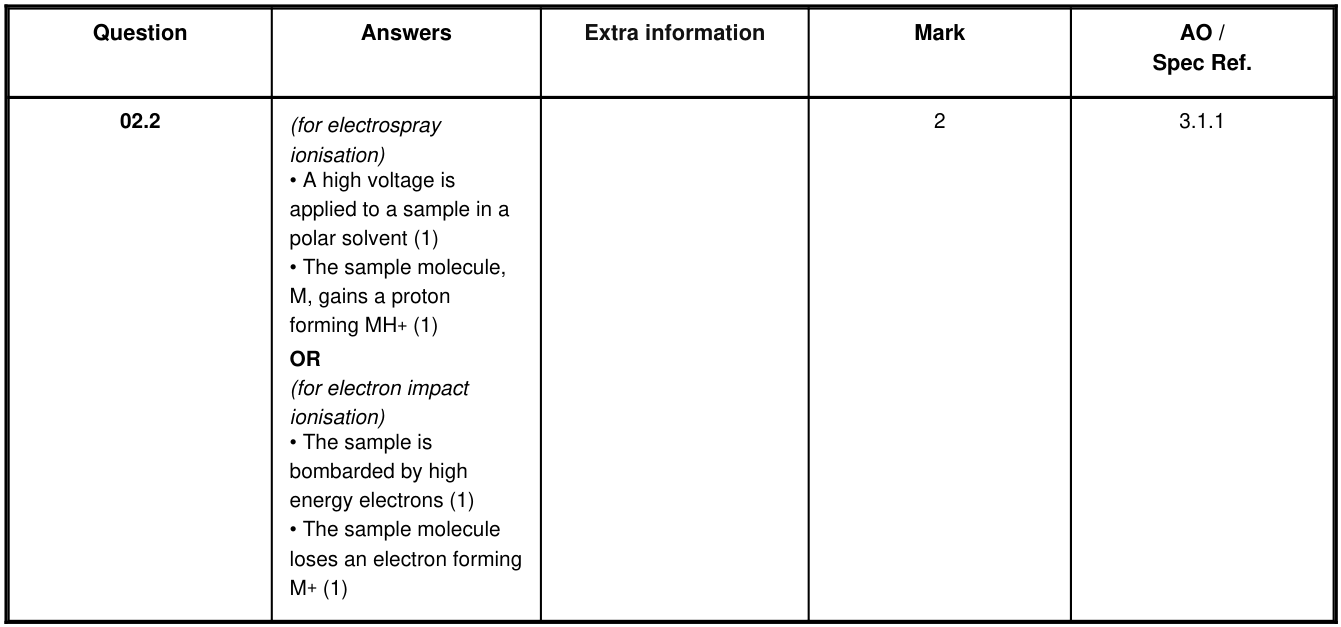 Question Answers Extra information Mark AO /
Spec Ref.
02.2 (for electrospray 2 3.1.1
ionisation)
• A high voltage is
applied to a sample in a
polar solvent (1)
• The sample molecule,
M, gains a proton
forming MH+ (1)
OR
(for electron impact
ionisation)
• The sample is
bombarded by high
energy electrons (1)
• The sample molecule
loses an electron forming
M+ (1)